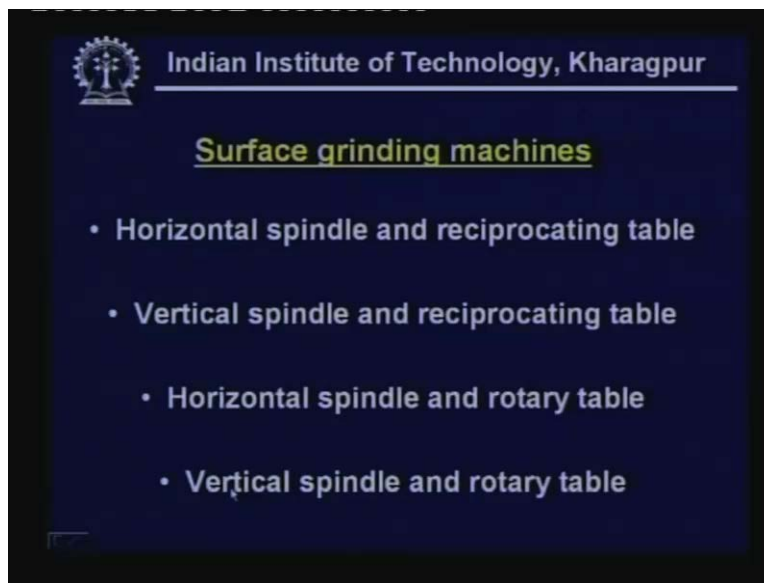 Indian Institute of Technology, Kharagpur
Surface grinding machines
• Horizontal spindle and reciprocating table
• Vertical spindle and reciprocating table
• Horizontal spindle and rotary table
• Vertical spindle and rotary table